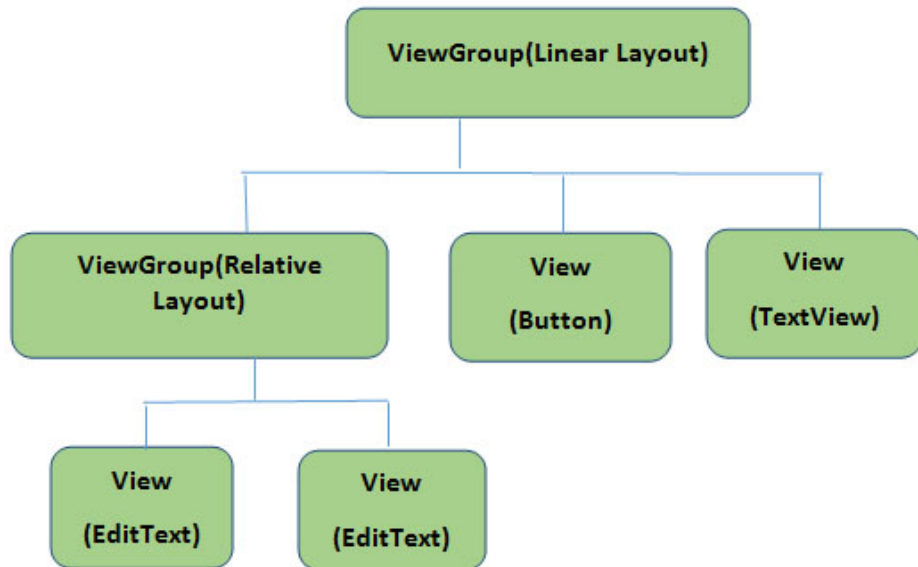 ViewGroup(Linear Layout)
ViewGroup(Relative
Layout)
View
(Button)
View
(TextView)
View
(EditText)
View
(EditText)